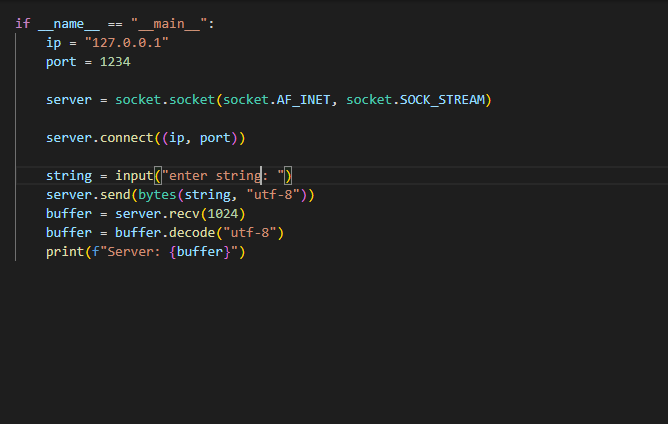 if __name__ == "__main__":
    ip = "127.0.0.1"
    port = 1234
    server = socket.socket(socket.AF_INET, socket.SOCK_STREAM)
    server.connect((ip, port))
    string = input("enter string: ")
    server.send(bytes(string, "utf-8"))
    buffer = server.recv(1024)
    buffer = buffer.decode("utf-8")
    print(f"Server: {buffer}")